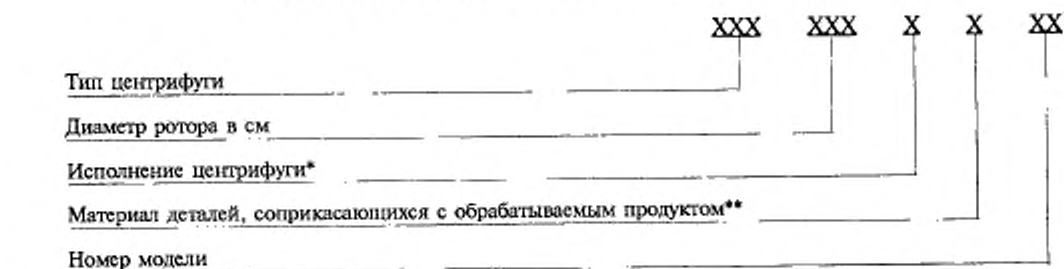 XXX XXX X X XX
Тип центрифуги
Диаметр ротора в см
Исполнение центрифуги*
Материал деталей, соприкасающихся с обрабатываемым продуктом**
Номер модели